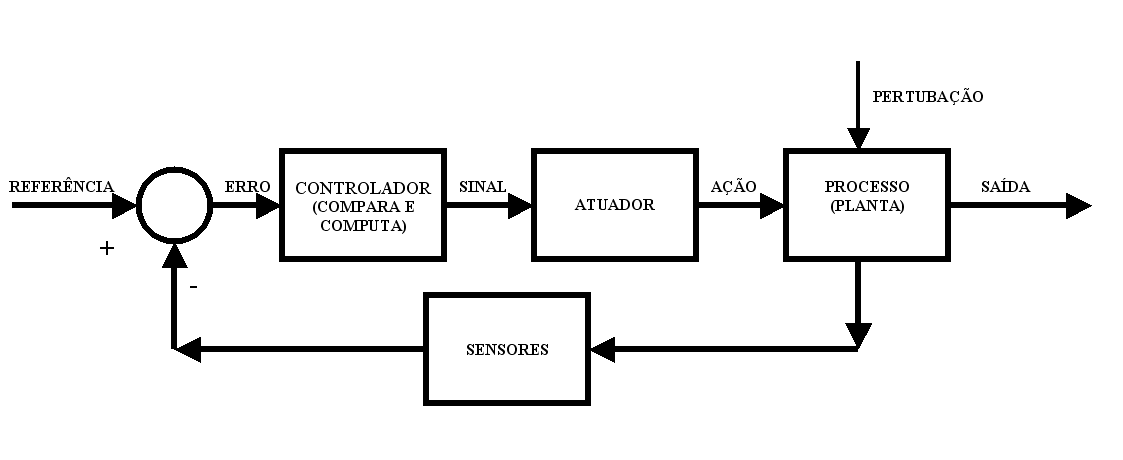 PERTUBAÇÃO
REFERÊNCIA
ERRO
CONTROLADOR
(COMPARA E
COMPUTA)
SINAL
ATUADOR
AÇÃO
PROCESSO
(PLANTA)
SAÍDA
+
-
SENSORES